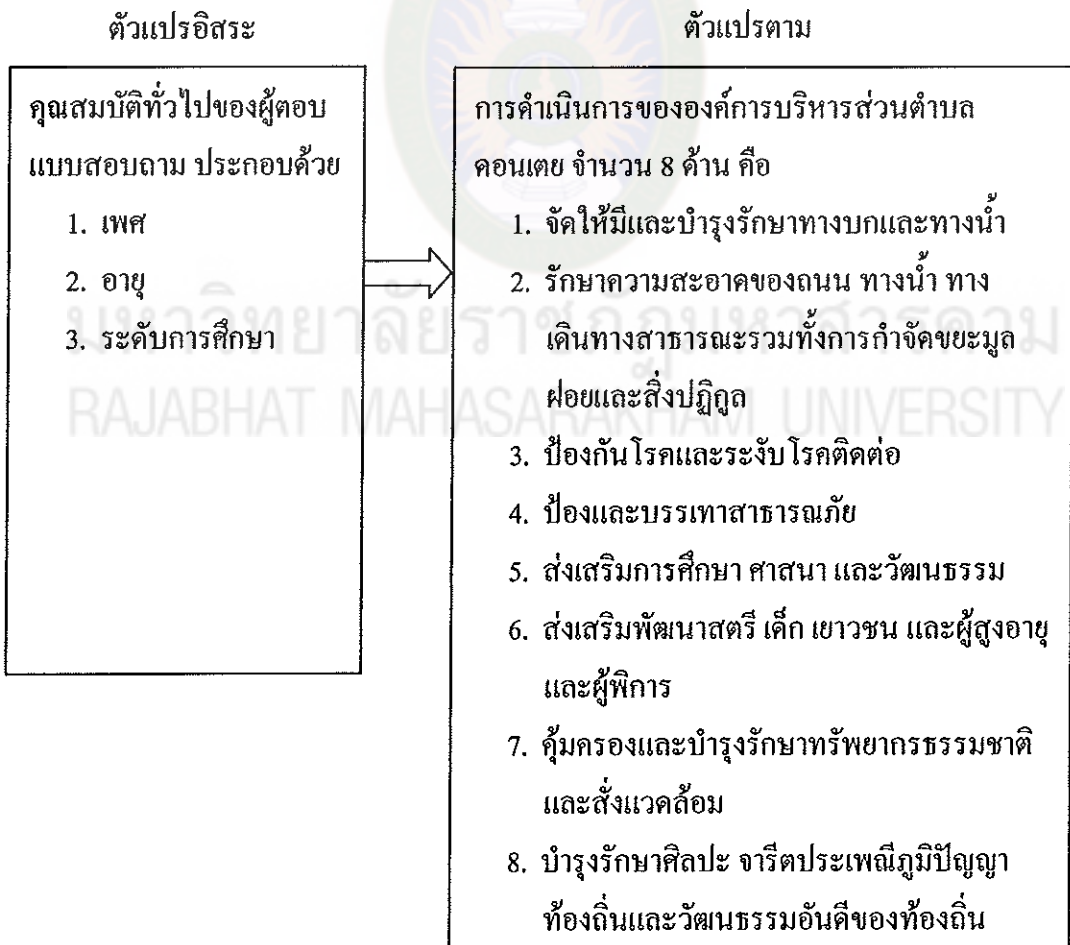 ตัวแปรอิสระ
ตัวแปรตาม
คุณสมบัติทั่วไปของผู้ตอบ
แบบสอบถาม ประกอบด้วย
1. เพศ
2. อายุ
3. ระดับการศึกษา
การดำเนินการขององค์การบริหารส่วนตำบล
ดอนเตย จำนวน 8 ด้าน คือ
1. จัดให้มีและบำรุงรักษาทางบกและทางน้ำ
2. รักษาความสะอาดของถนน ทางน้ำ ทาง
เดินทางสาธารณะรวมทั้งการกำจัดขยะมูล
ฝอยและสิ่งปฏิกูล
3. ป้องกันโรคและระงับโรคติดต่อ
4. ป้องและบรรเทาสาธารณภัย
5. ส่งเสริมการศึกษา ศาสนา และวัฒนธรรม
6. ส่งเสริมพัฒนาสตรี เด็ก เยาวชน และผู้สูงอายุ
และผู้พิการ
7. คุ้มครองและบำรุงรักษาทรัพยากรธรรมชาติ
และสั่งแวดล้อม
8. บำรุงรักษาศิลปะ จารีตประเพณีภูมิปัญญา
ท้องถิ่นและวัฒนธรรมอันดีของท้องถิ่น
มหาวิทยาลัยราชภัฏมหาสารคาม
RAJABHAT MAHASARAKHAM UNIVERSITY